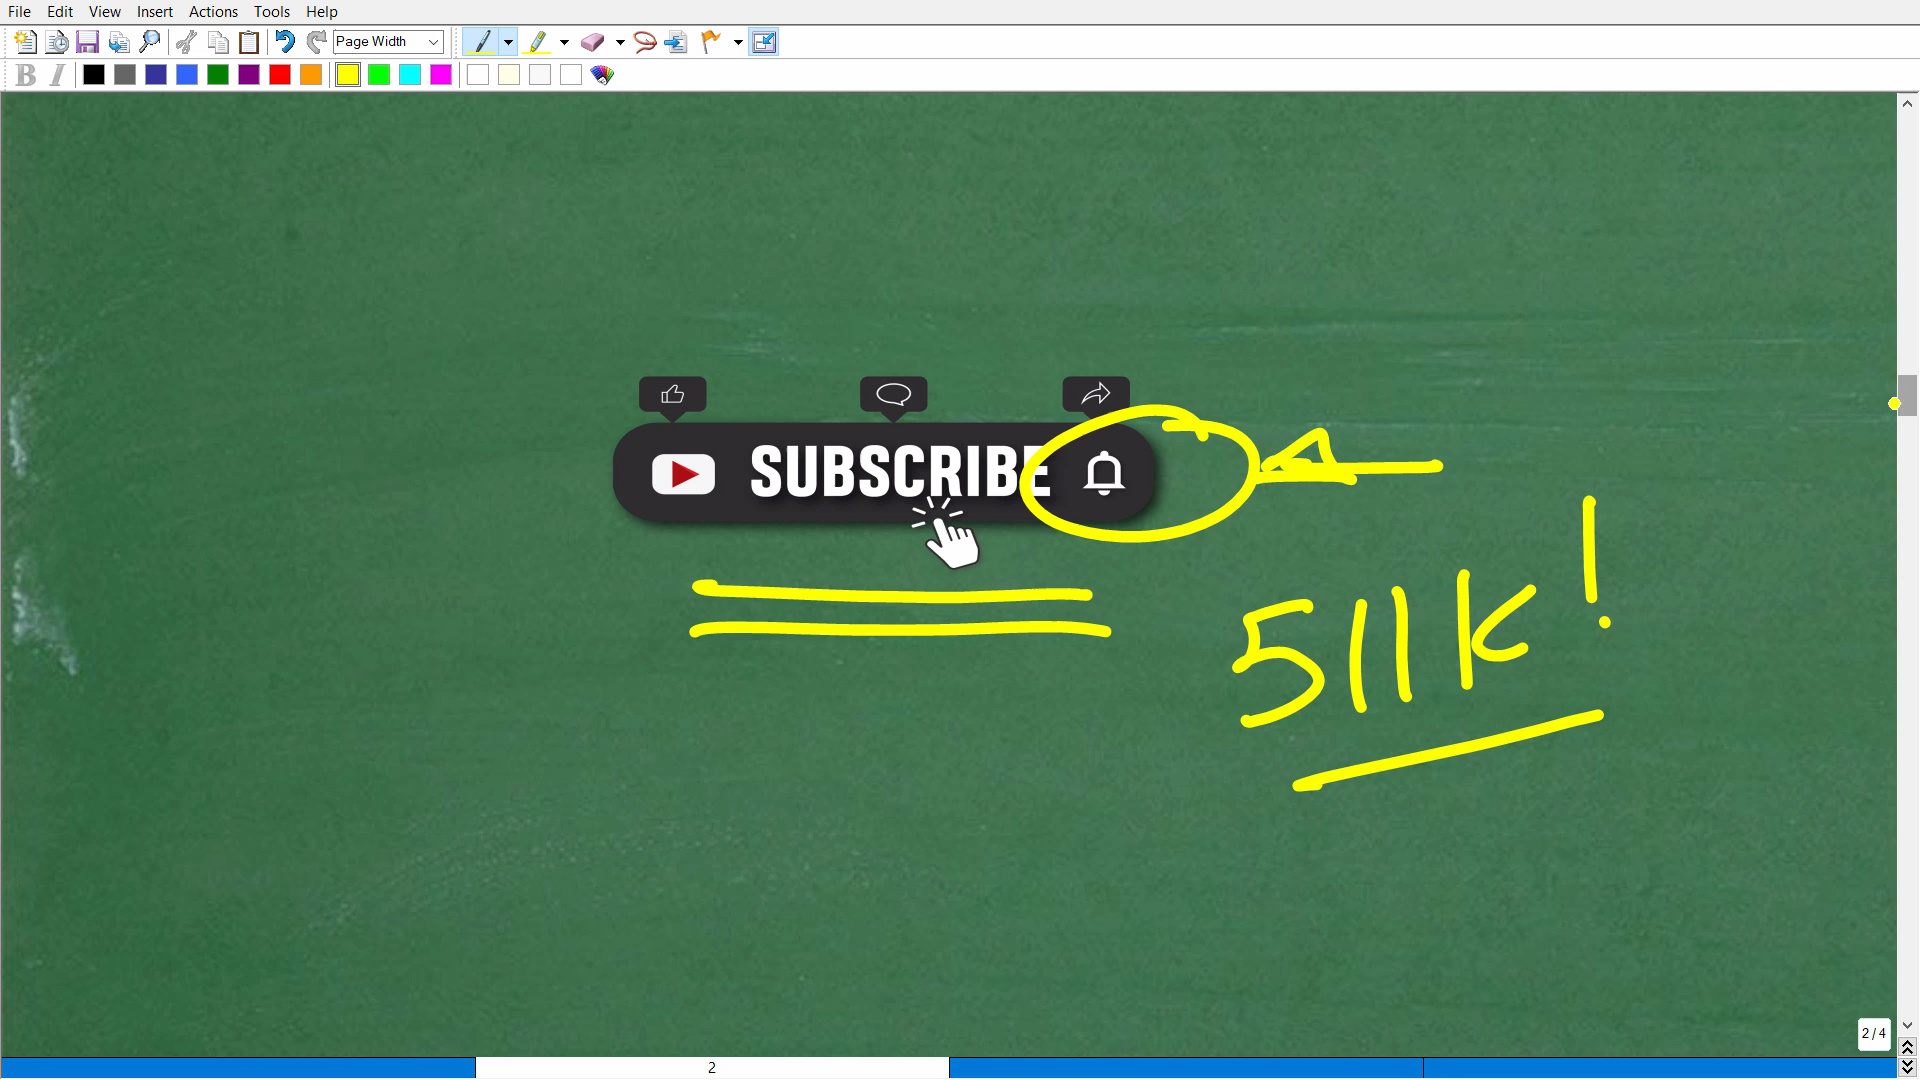 File Edit View Insert Actions Tools Help
Page Width
B I
SUBSCRIBE
511K!
2 / 4
2